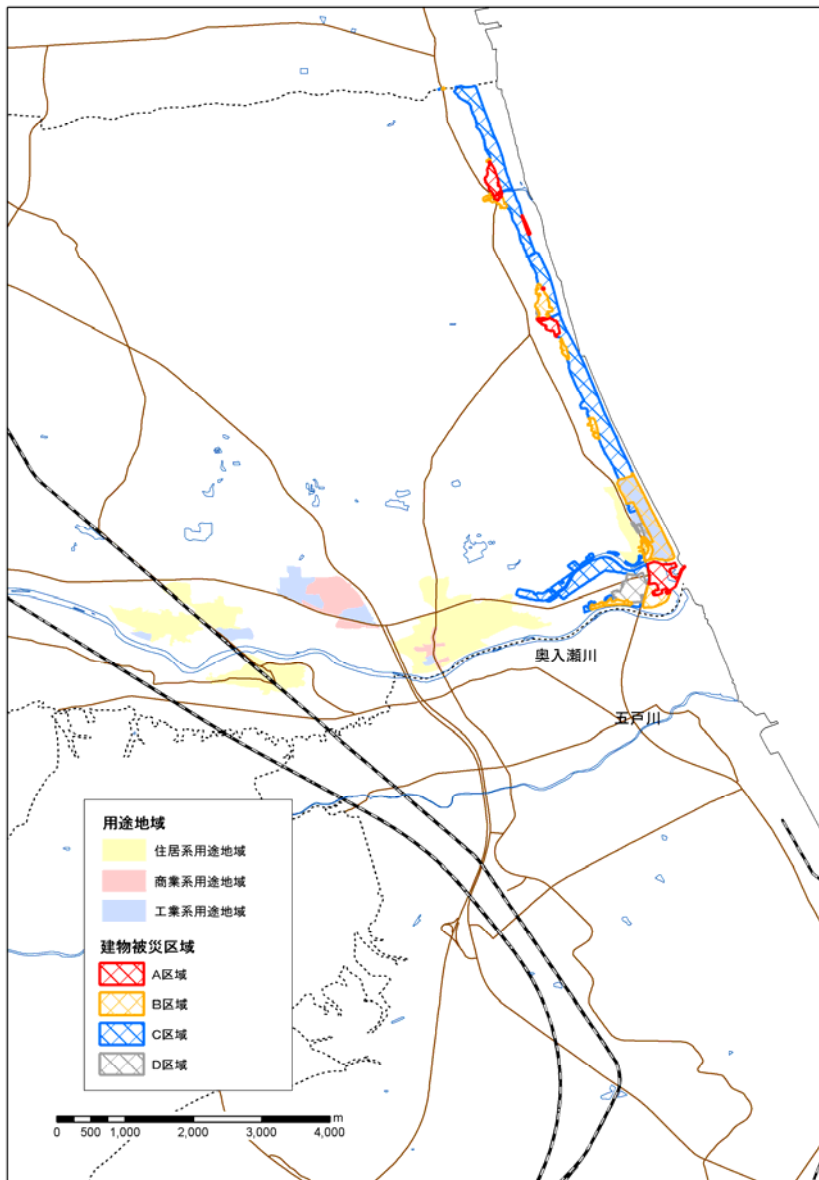 奥入瀬川
五戸川
用途地域
住居系用途地域
商業系用途地域
工業系用途地域
建物被災区域
A区域
B区域
C区域
D区域
m
0 500 1,000 2,000 3,000 4,000